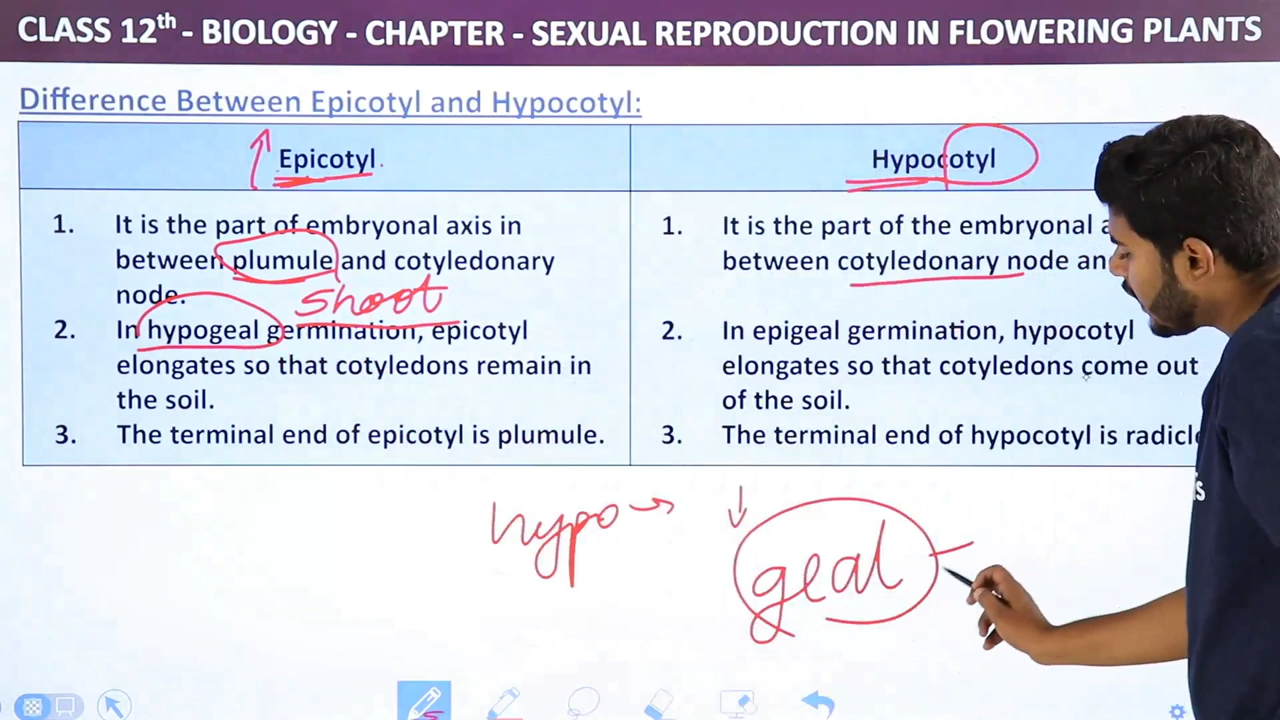 CLASS 12th - BIOLOGY - CHAPTER - SEXUAL REPRODUCTION IN FLOWERING PLANTS
Difference Between Epicotyl and Hypocotyl:
Epicotyl
1. It is the part of embryonal axis in
between plumule and cotyledonary
node.
shoot
2. In hypogeal germination, epicotyl
elongates so that cotyledons remain in
the soil.
3. The terminal end of epicotyl is plumule.
Hypocotyl
1. It is the part of the embryonal
between cotyledonary node
2. In epigeal germination, hypocotyl
elongates so that cotyledons come out
of the soil.
3. The terminal end of hypocotyl is
hypo →
↓ geal -